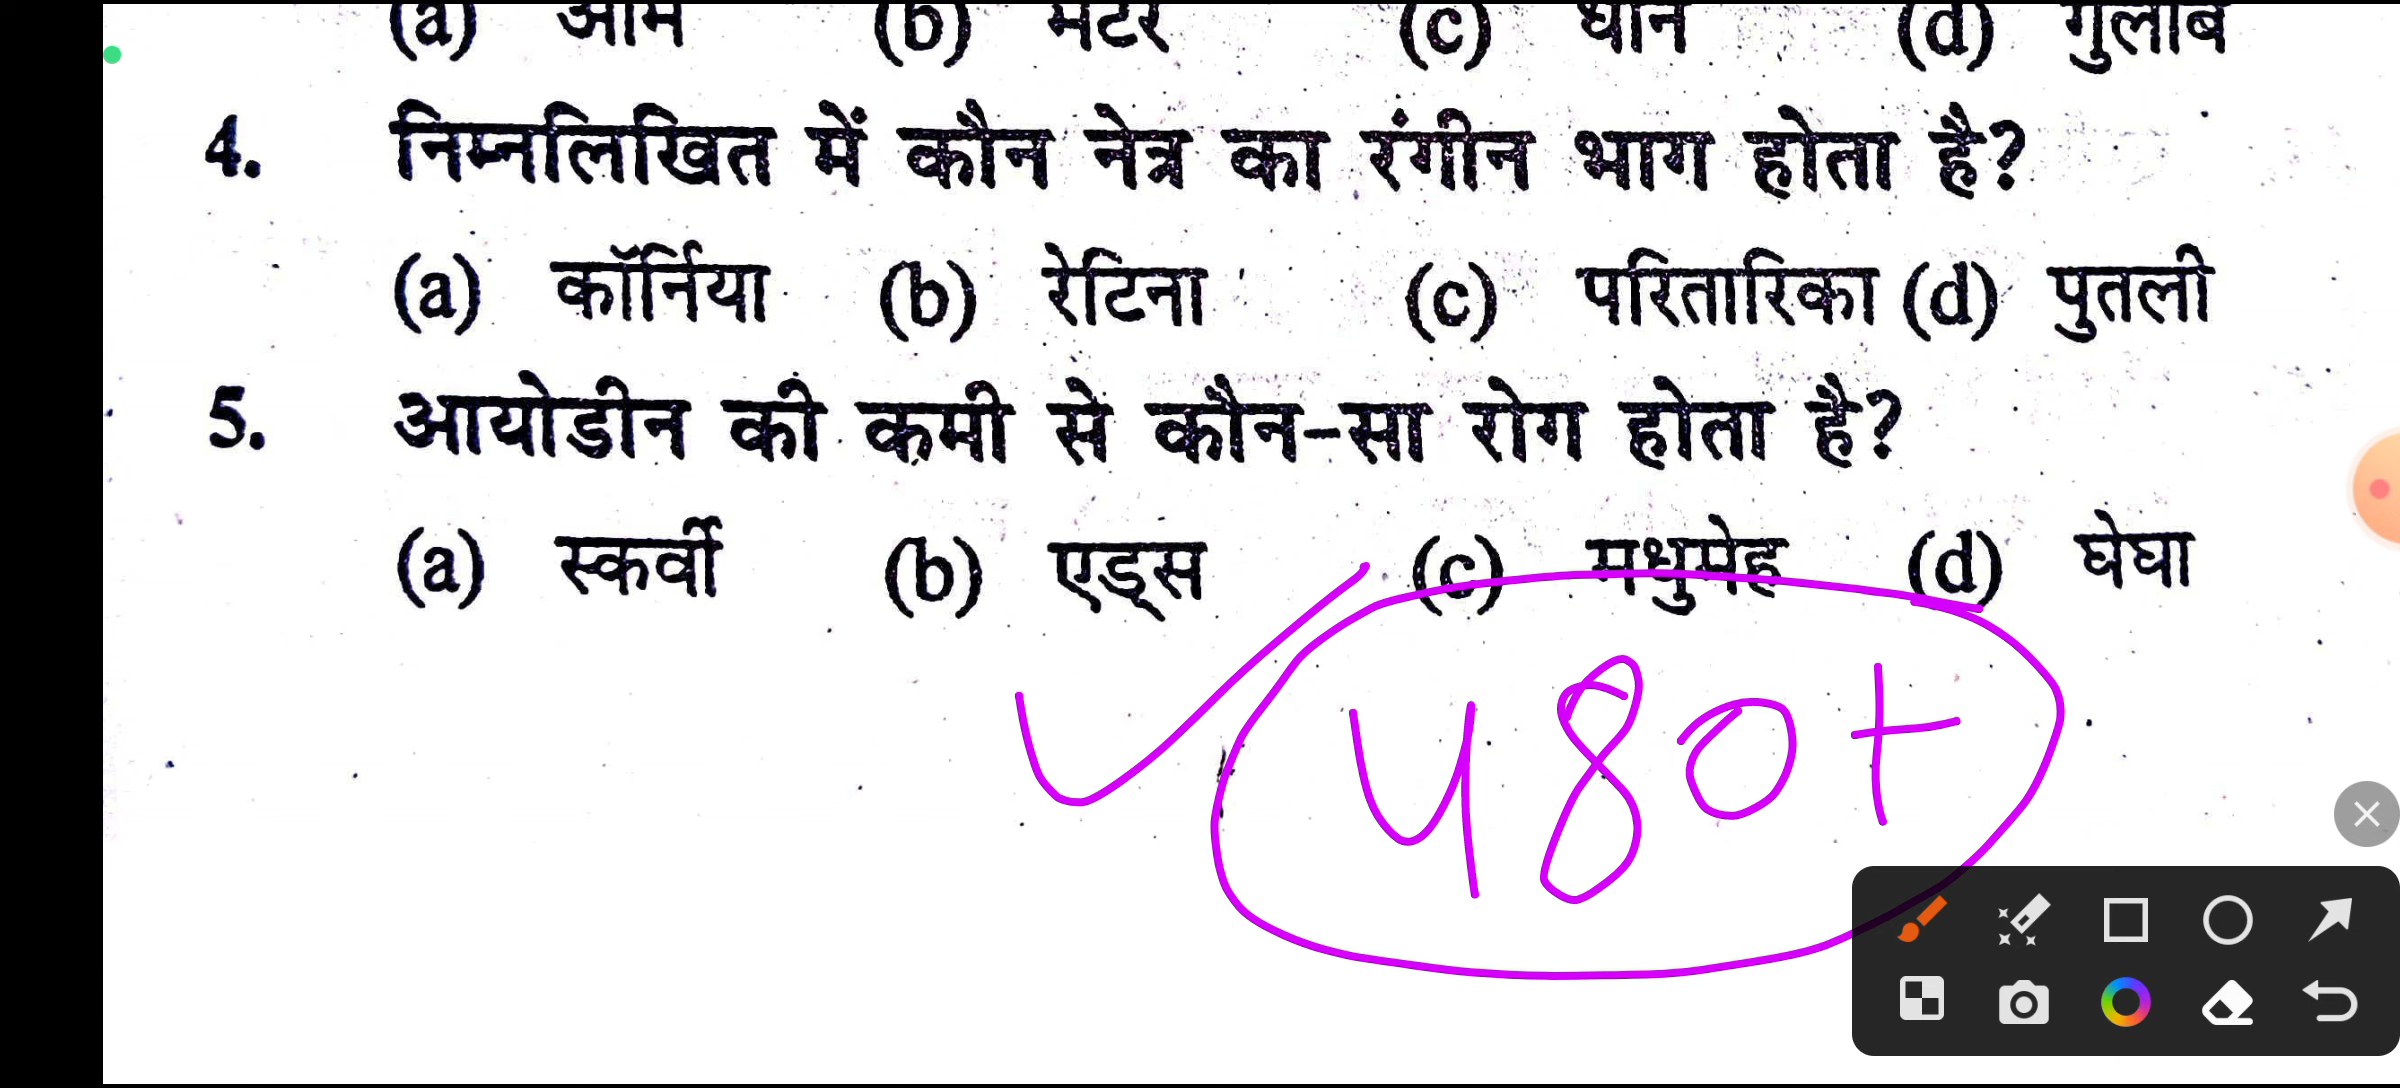 (a) आम (b) मटर (c) धान (d) गुलाब
4. निम्नलिखित में कौन नेत्र का रंगीन भाग होता है?
(a) कॉर्निया (b) रेटिना (c) परितारिका (d) पुतली
5. आयोडीन की कमी से कौन-सा रोग होता है?
(a) स्कर्वी (b) एड्स (c) मधुमेह (d) घेघा
480+